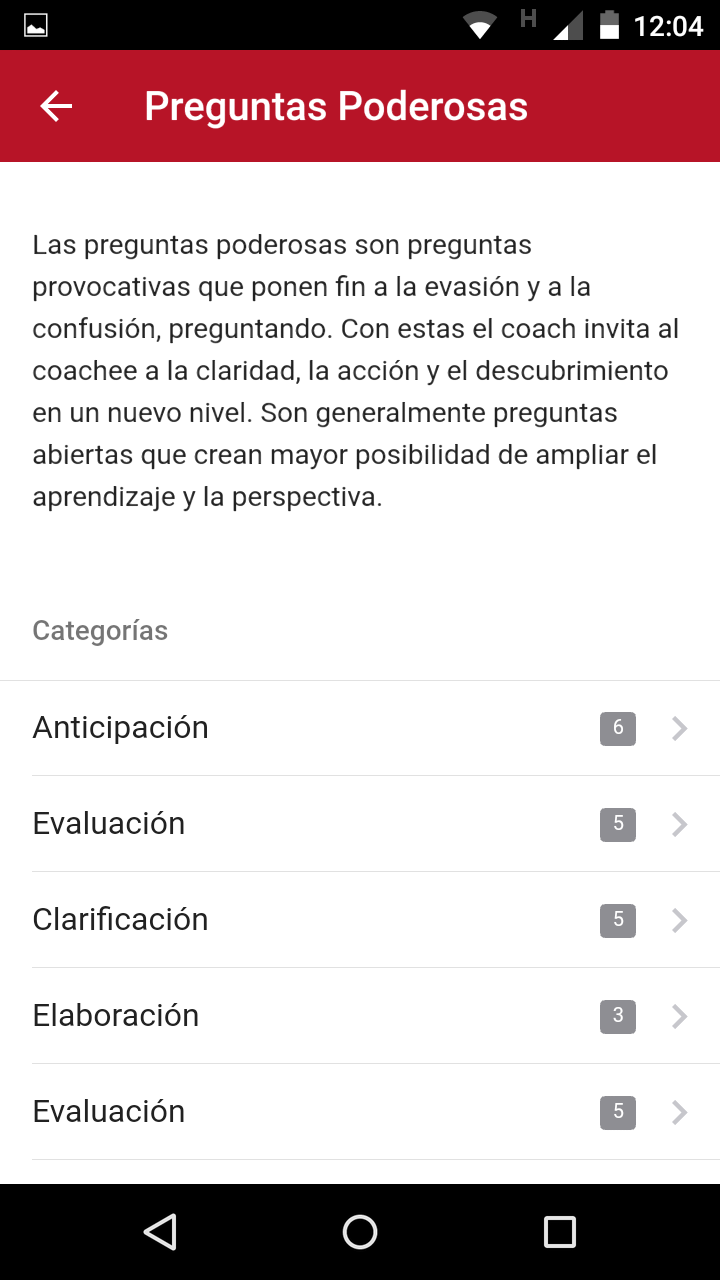 H 12:04
Preguntas Poderosas
Las preguntas poderosas son preguntas
provocativas que ponen fin a la evasión y a la
confusión, preguntando. Con estas el coach invita al
coachee a la claridad, la acción y el descubrimiento
en un nuevo nivel. Son generalmente preguntas
abiertas que crean mayor posibilidad de ampliar el
aprendizaje y la perspectiva.
Categorías
Anticipación 6
Evaluación 5
Clarificación 5
Elaboración 3
Evaluación 5